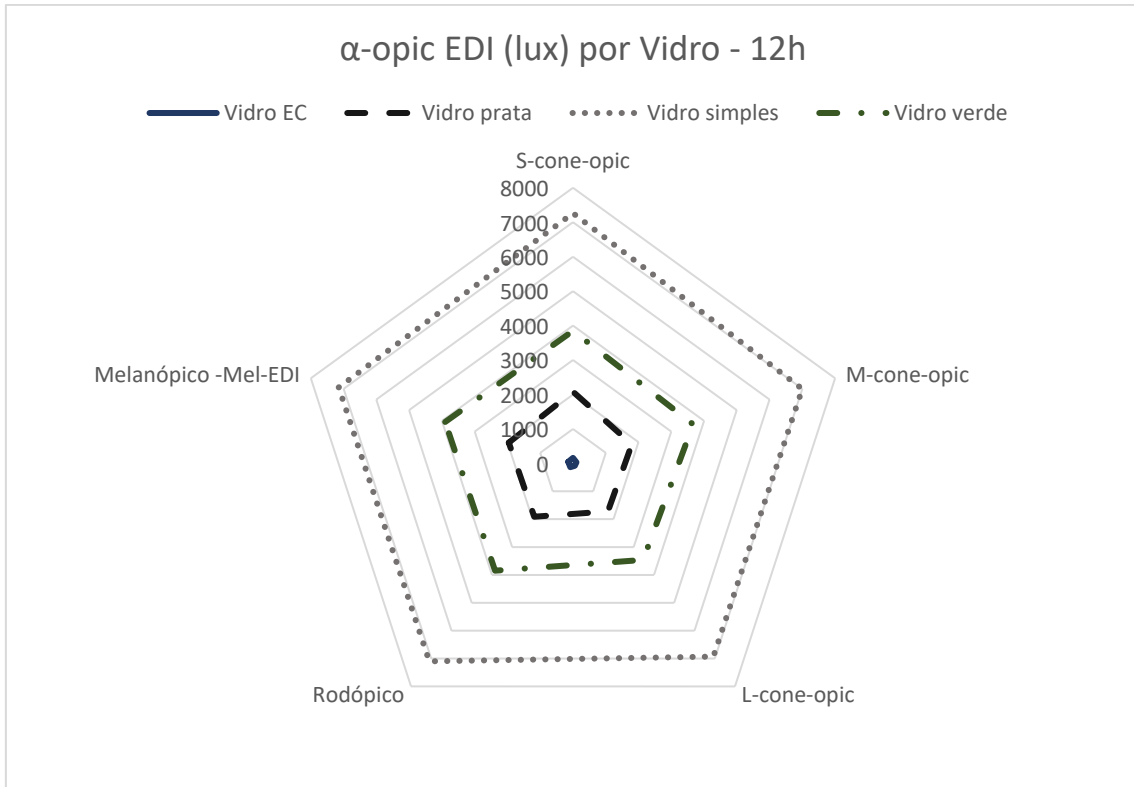 α-opic EDI (lux) por Vidro - 12h
Vidro EC Vidro prata Vidro simples Vidro verde
S-cone-opic
8000
7000
6000
5000
4000
3000
2000
1000
0
Melanópico -Mel-EDI
M-cone-opic
Rodópico
L-cone-opic